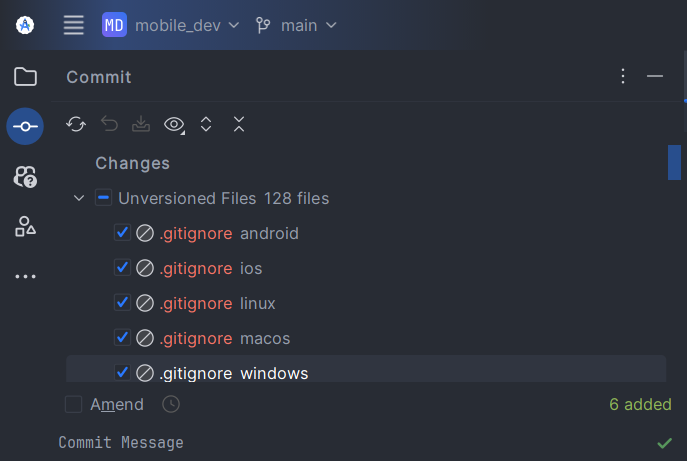 MD mobile_dev main
Commit
Changes
Unversioned Files 128 files
.gitignore android
.gitignore ios
.gitignore linux
.gitignore macos
.gitignore windows
Amend 6 added
Commit Message